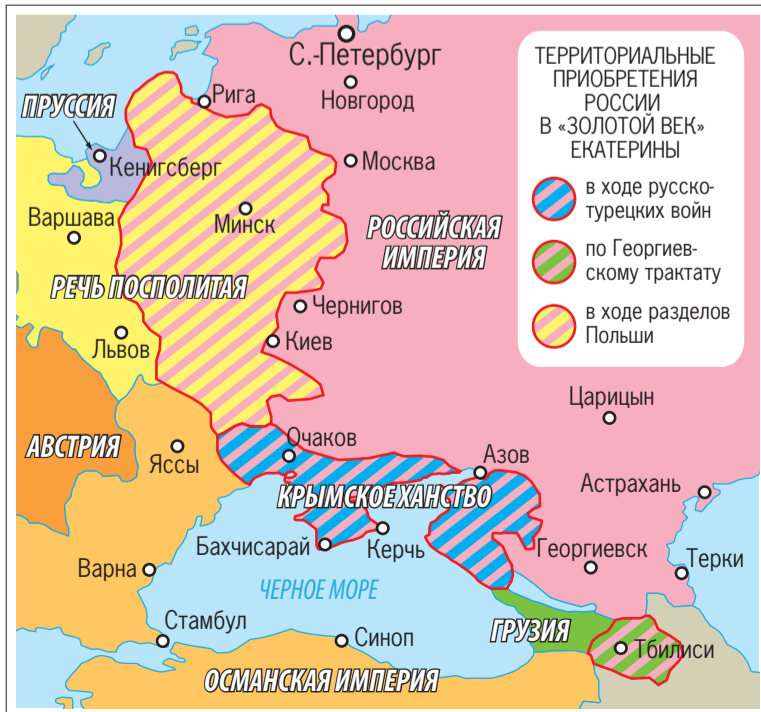 С.-Петербург
Новгород
Рига
ПРУССИЯ
Кенигсберг
Москва
Варшава
Минск
РОССИЙСКАЯ
ИМПЕРИЯ
РЕЧЬ ПОСПОЛИТАЯ
Чернигов
Львов
Киев
Царицын
АВСТРИЯ
Яссы
Очаков
Азов
Астрахань
КРЫМСКОЕ ХАНСТВО
Бахчисарай
Керчь
Георгиевск
Терки
Варна
ЧЕРНОЕ МОРЕ
Стамбул
Синоп
ГРУЗИЯ
Тбилиси
ОСМАНСКАЯ ИМПЕРИЯ
ТЕРРИТОРИАЛЬНЫЕ
ПРИОБРЕТЕНИЯ
РОССИИ
В «ЗОЛОТОЙ ВЕК»
ЕКАТЕРИНЫ
в ходе русско-
турецких войн
по Георгиев-
скому трактату
в ходе разделов
Польши